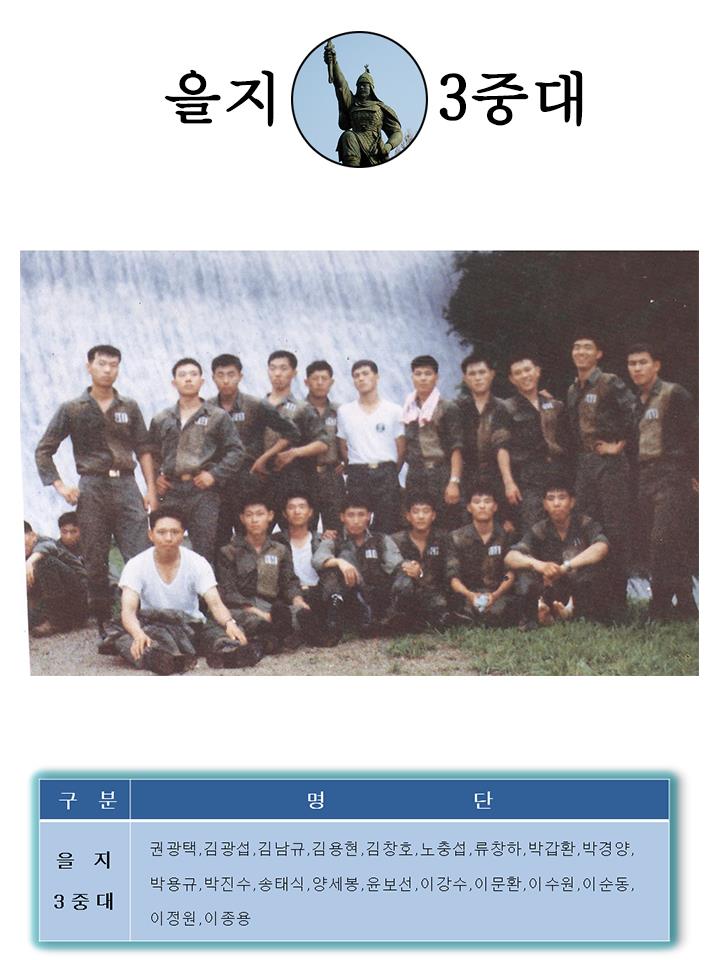 을지 3중대
구 분 명 단
을 지
3중대
권광택,김광섭,김남규,김용현,김창호,노충섭,류창하,박갑환,박경양,
박용규,박진수,송태식,양세봉,윤보선,이강수,이문환,이수원,이순동,
이정원,이종용